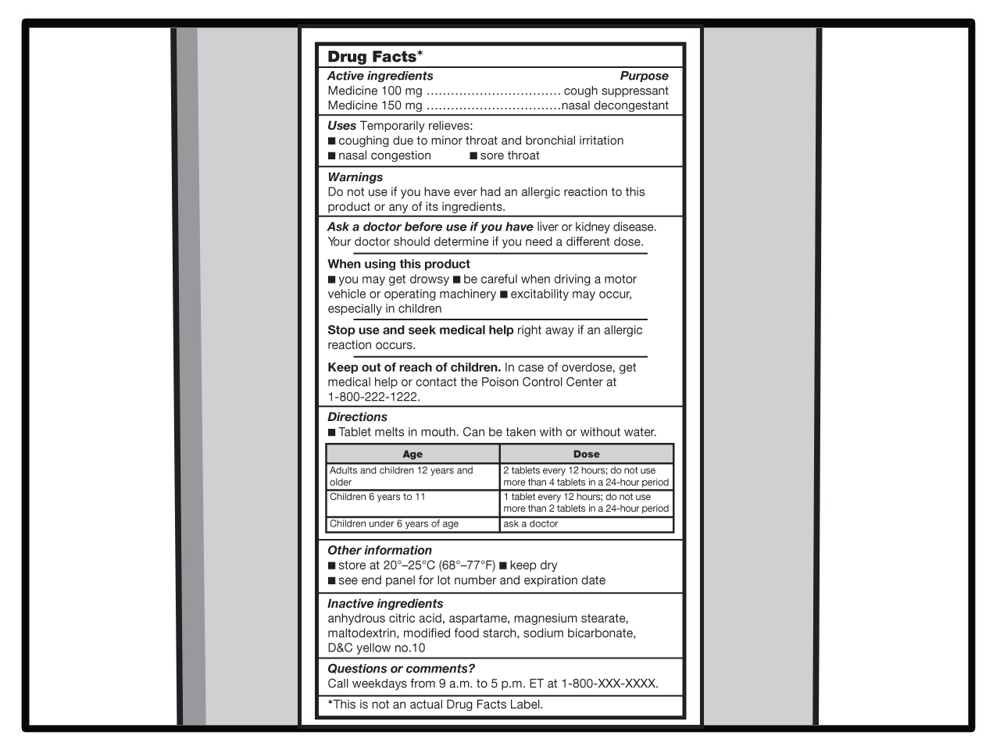 Drug Facts*
Active ingredients Purpose
Medicine 100 mg ................................. cough suppressant
Medicine 150 mg .................................nasal decongestant
Uses Temporarily relieves:
■ coughing due to minor throat and bronchial irritation
■ nasal congestion ■ sore throat
Warnings
Do not use if you have ever had an allergic reaction to this
product or any of its ingredients.
Ask a doctor before use if you have liver or kidney disease.
Your doctor should determine if you need a different dose.
When using this product
■ you may get drowsy ■ be careful when driving a motor
vehicle or operating machinery ■ excitability may occur,
especially in children
Stop use and seek medical help right away if an allergic
reaction occurs.
Keep out of reach of children. In case of overdose, get
medical help or contact the Poison Control Center at
1-800-222-1222.
Directions
■ Tablet melts in mouth. Can be taken with or without water.
Age Dose
Adults and children 12 years and older 2 tablets every 12 hours; do not use more than 4 tablets in a 24-hour period
Children 6 years to 11 1 tablet every 12 hours; do not use more than 2 tablets in a 24-hour period
Children under 6 years of age ask a doctor
Other information
■ store at 20°–25°C (68°–77°F) ■ keep dry
■ see end panel for lot number and expiration date
Inactive ingredients
anhydrous citric acid, aspartame, magnesium stearate,
maltodextrin, modified food starch, sodium bicarbonate,
D&C yellow no.10
Questions or comments?
Call weekdays from 9 a.m. to 5 p.m. ET at 1-800-XXX-XXXX.
*This is not an actual Drug Facts Label.